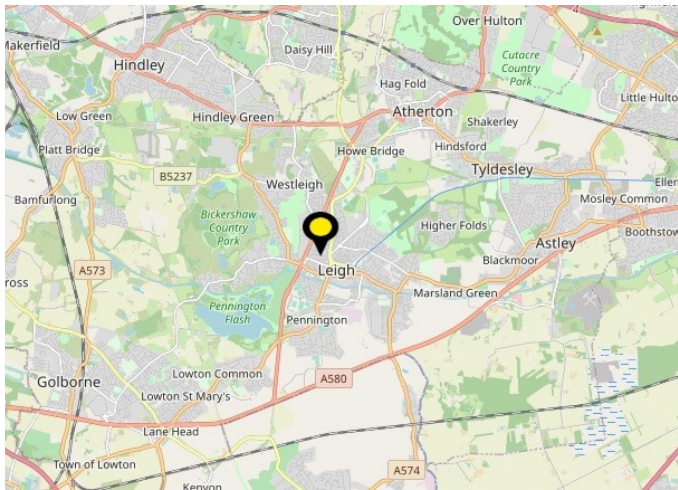 Over Hulton
4
Makerfield
Daisy Hill
Cutacre
Country
Park
Hindley
Hag Fold
Little Hulto
Atherton
Low Green
Hindley Green
Shakerley
Platt Bridge
Howe Bridge
Hindsford
Tyldesley
B5237
Westleigh
Ellen
Bamfurlong
Mosley Common
Bickershaw
Country
Park
Higher Folds
Boothstow
Astley
Blackmoor
A573
Leigh
ross
Marsland Green
Pennington
Flash
Pennington
Lowton Common
A580
Golborne
Lowton St Mary's
Lane Head
Town of Lowton
A574
Kenyon